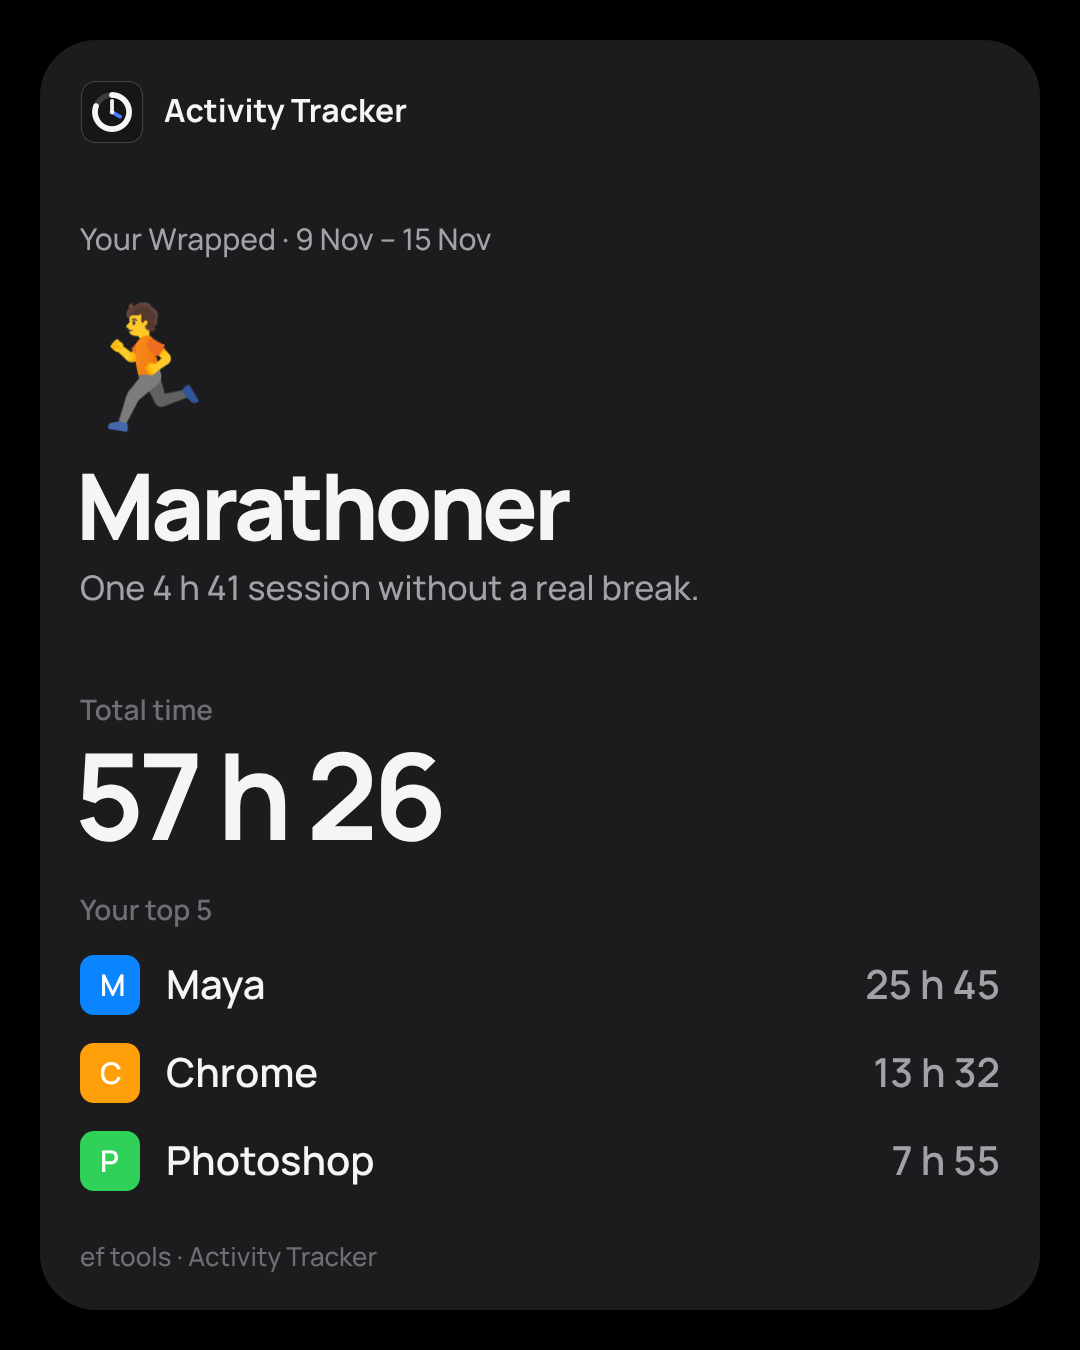 Activity Tracker
Your Wrapped · 9 Nov – 15 Nov
Marathoner
One 4 h 41 session without a real break.
Total time
57 h 26
Your top 5
M Maya 25 h 45
C Chrome 13 h 32
P Photoshop 7 h 55
ef tools · Activity Tracker